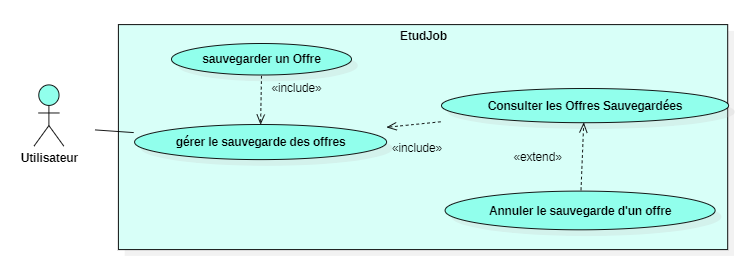 EtudJob
sauvegarder un Offre
«include»
Consulter les Offres Sauvegardées
gérer le sauvegarde des offres
«include»
Utilisateur
«extend»
Annuler le sauvegarde d'un offre